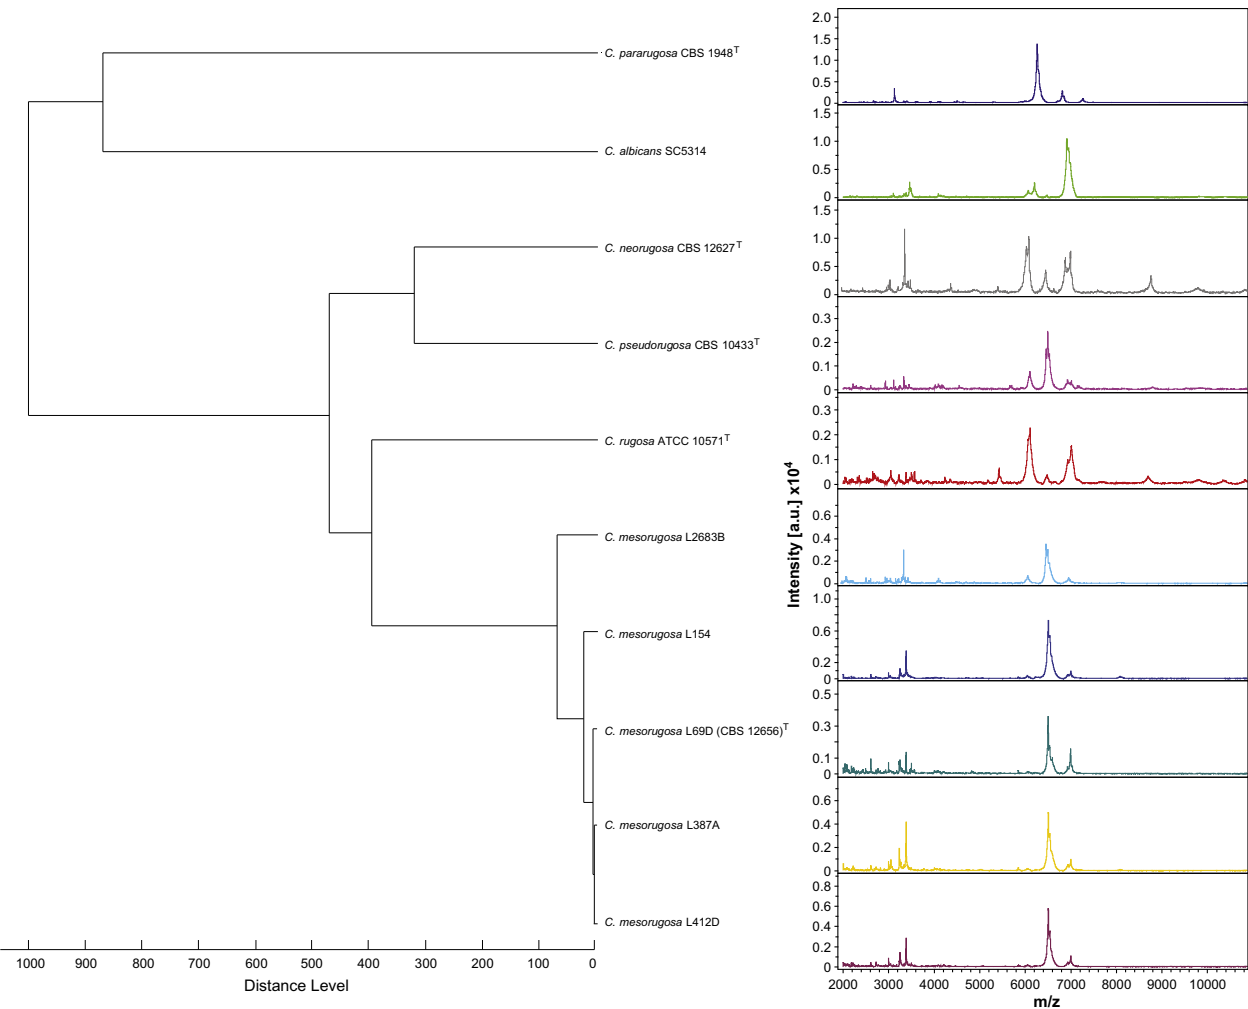 C. pararugosa CBS 1948T
C. albicans SC5314
C. neorugosa CBS 12627T
C. pseudorugosa CBS 10433T
C. rugosa ATCC 10571T
C. mesorugosa L2683B
C. mesorugosa L154
C. mesorugosa L69D (CBS 12656)T
C. mesorugosa L387A
C. mesorugosa L412D
1000 900 800 700 600 500 400 300 200 100 0
Distance Level
2.0
1.5
1.0
0.5
0
1.5
1.0
0.5
0
1.5
1.0
0.5
0
0.3
0.2
0.1
0
0.3
0.2
0.1
0
0.6
0.4
0.2
0
1.0
0.6
0.2
0
0.5
0.3
0.1
0
0.6
0.4
0.2
0
0.8
0.6
0.4
0.2
0
Intensity [a.u.] x104
2000 3000 4000 5000 6000 7000 8000 9000 10000
m/z